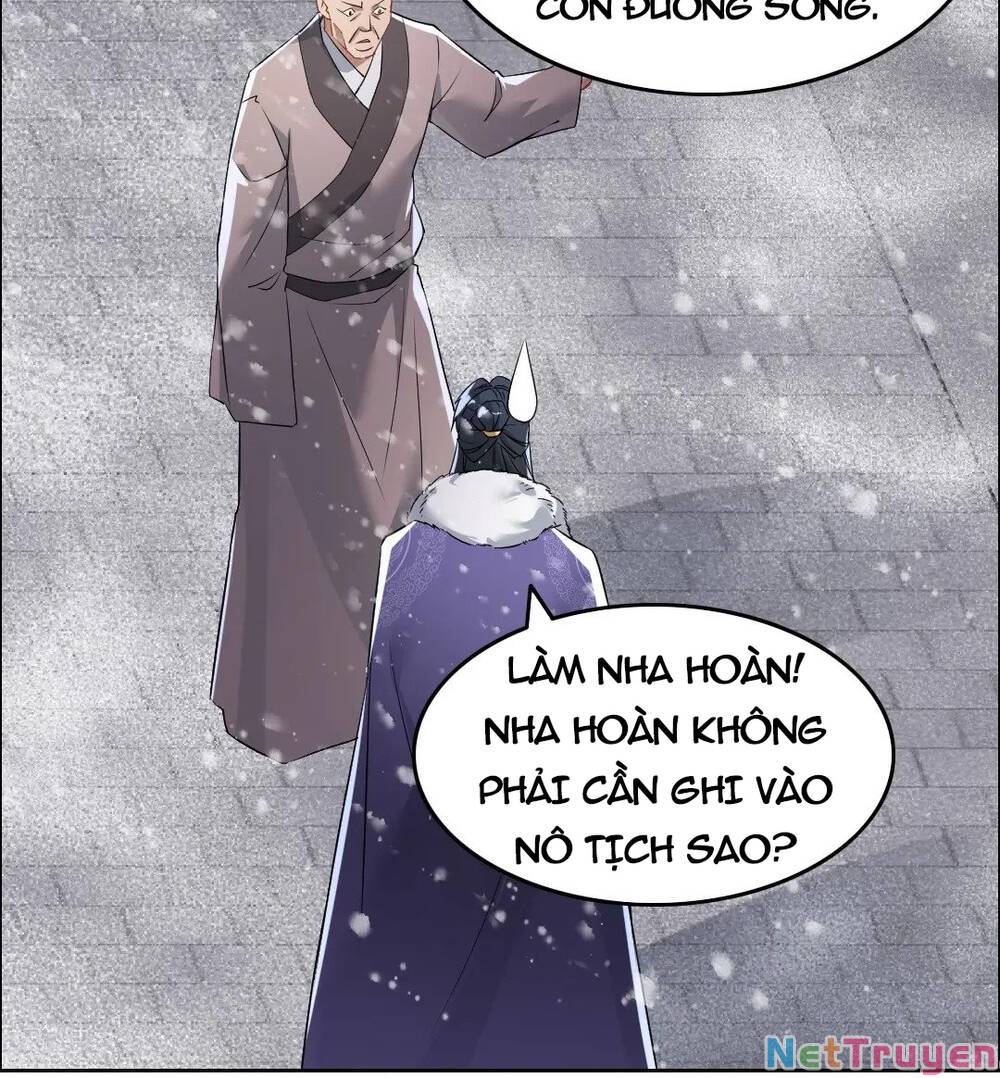 CON ĐƯỜNG SỐNG.
LÀM NHA HOÀN!
NHA HOÀN KHÔNG
PHẢI CẦN GHI VÀO
NÔ TỊCH SAO?
NetTruyen